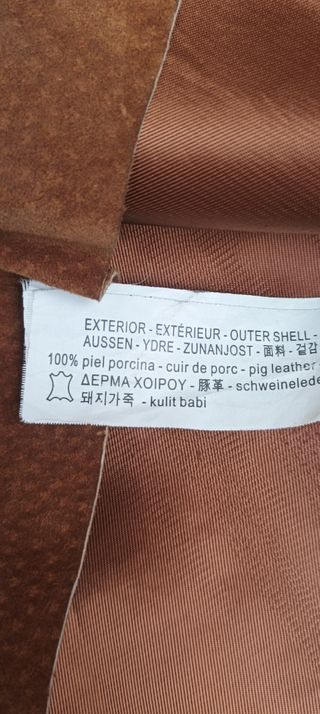 EXTERIOR - EXTÉRIEUR - OUTER SHELL -
AUSSEN - YDRE - ZUNANJOST - 面料 - 겉감
100% piel porcina - cuir de porc - pig leather
ΔΕΡΜΑ ΧΟΙΡΟΥ - 豚革 - schweinelede
돼지가죽 - kulit babi